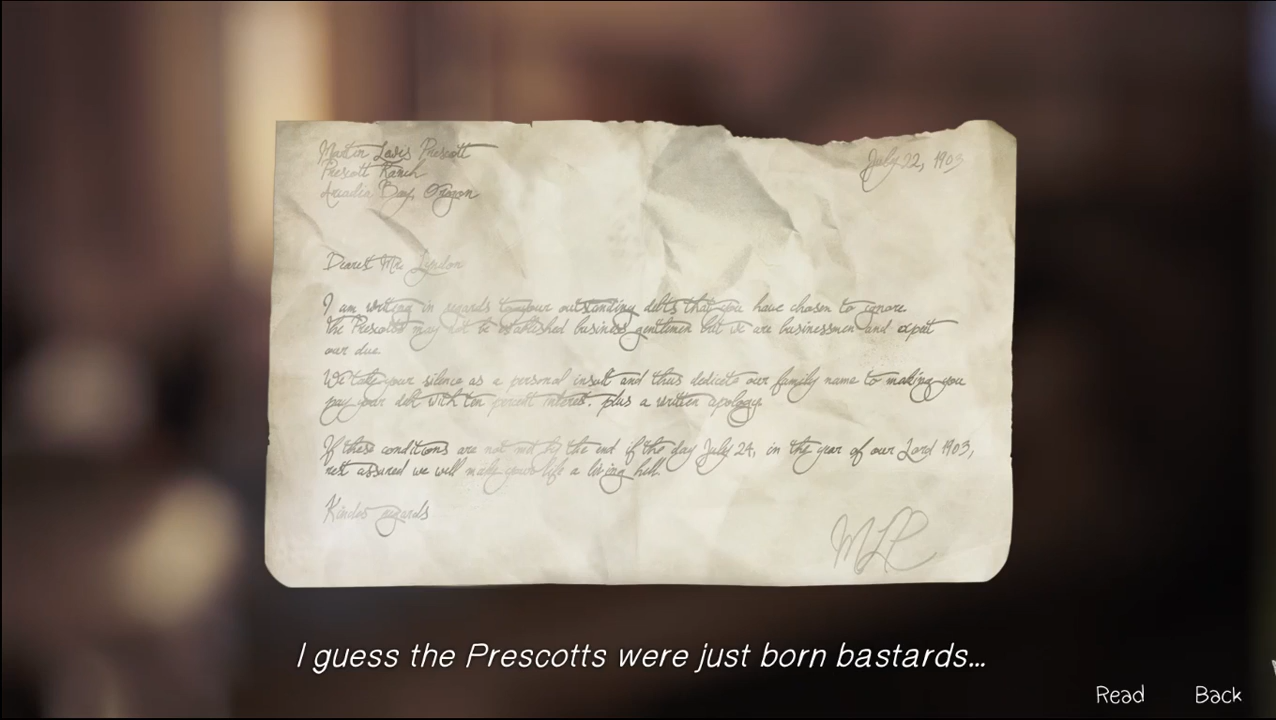 Martin Lewis Prescott
Prescott Ranch
Arcadia Bay, Oregon
July 22, 1903
Dearest Mr. Lyndon
I am writing in regards to your outstanding debts that you have chosen to ignore.
The Prescotts may not be established business gentlemen but we are businessmen and expect
our due.
We take your silence as a personal insult and thus dedicate our family name to making you
pay your debt with ten percent interest, plus a written apology.
If these conditions are not met by the end if the day July 24, in the year of our Lord 1903,
rest assured we will make your life a living hell.
Kindest regards
MLP
I guess the Prescotts were just born bastards...
Read
Back